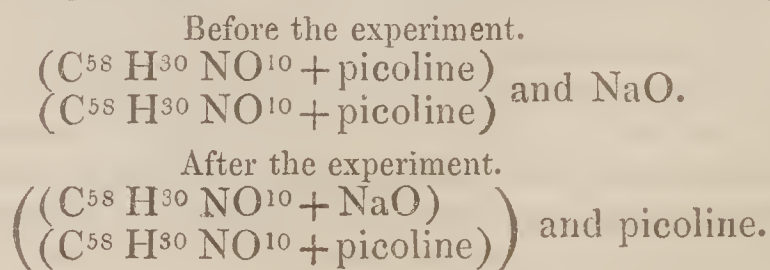 Before the experiment.
(C⁵⁸ H³⁰ NO¹⁰ + picoline)
(C⁵⁸ H³⁰ NO¹⁰ + picoline) and NaO.
After the experiment.
((C⁵⁸ H³⁰ NO¹⁰ + NaO)
(C⁵⁸ H³⁰ NO¹⁰ + picoline)) and picoline.